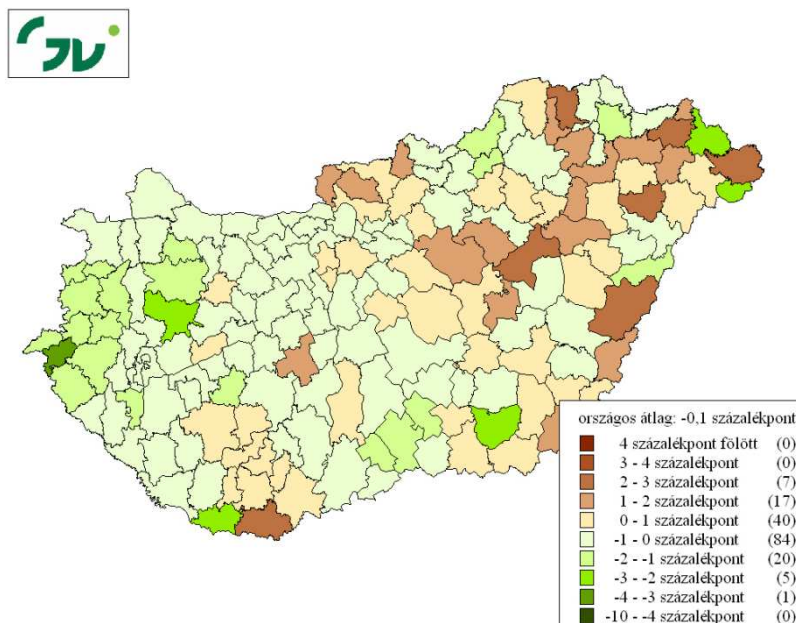 országos átlag: -0,1 százalékpont
4 százalékpont fölött (0)
3 - 4 százalékpont (0)
2 - 3 százalékpont (7)
1 - 2 százalékpont (17)
0 - 1 százalékpont (40)
-1 - 0 százalékpont (84)
-2 - -1 százalékpont (20)
-3 - -2 százalékpont (5)
-4 - -3 százalékpont (1)
-10 - -4 százalékpont (0)